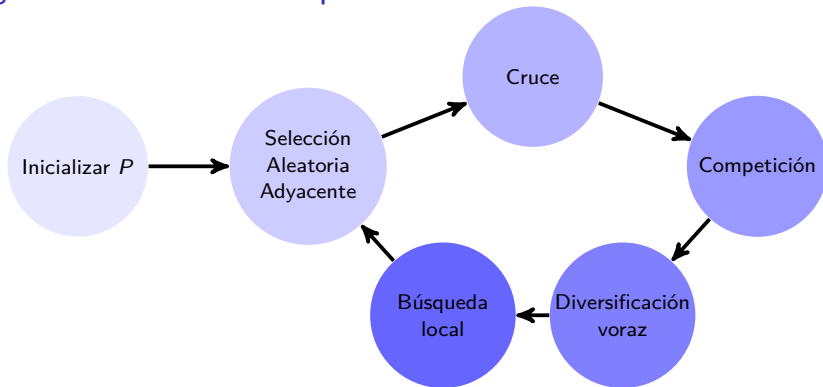 Inicializar P
Selección
Aleatoria
Adyacente
Cruce
Competición
Diversificación
voraz
Búsqueda
local